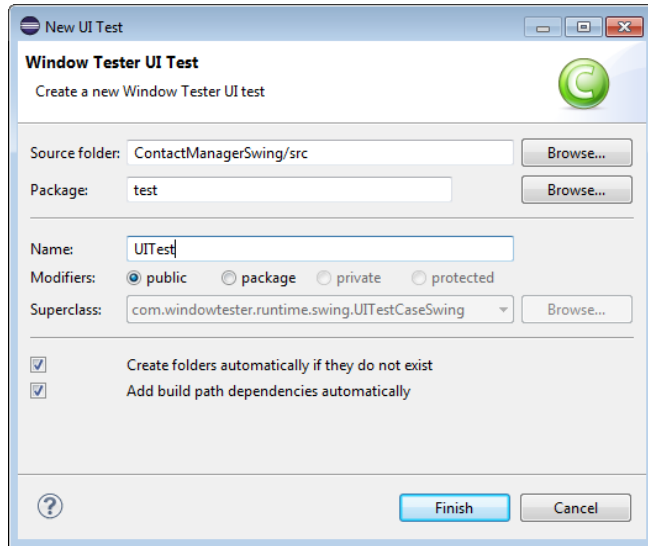 New UI Test
Window Tester UI Test
Create a new Window Tester UI test
Source folder: ContactManagerSwing/src Browse...
Package: test Browse...
Name: UITest
Modifiers: public package private protected
Superclass: com.windowtester.runtime.swing.UITestCaseSwing Browse...
Create folders automatically if they do not exist
Add build path dependencies automatically
? Finish Cancel